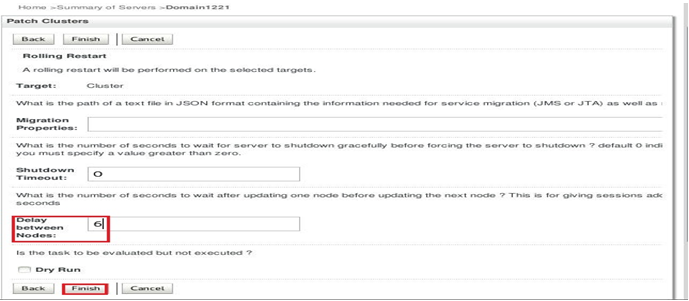 Home >Summary of Servers >Domain1221
Patch Clusters
Back Finish Cancel
Rolling Restart
A rolling restart will be performed on the selected targets.
Target: Cluster
What is the path of a text file in JSON format containing the information needed for service migration (JMS or JTA) as well as
Migration
Properties:
What is the number of seconds to wait for server to shutdown gracefully before forcing the server to shutdown ? default 0 indi
you must specify a value greater than zero.
Shutdown
Timeout: 0
What is the number of seconds to wait after updating one node before updating the next node ? This is for giving sessions ade
seconds
Delay
between
Nodes: 6
Is the task to be evaluated but not executed ?
Dry Run
Back Finish Cancel